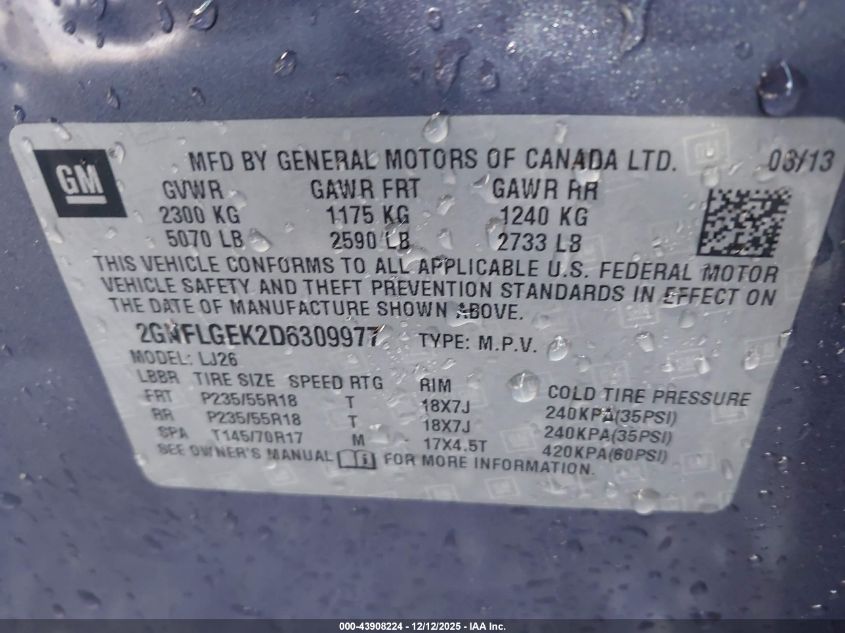 GM
MFD BY GENERAL MOTORS OF CANADA LTD. 03/13
GVWR GAWR FRT GAWR RR
2300 KG 1175 KG 1240 KG
5070 LB 2590 LB 2733 LB
THIS VEHICLE CONFORMS TO ALL APPLICABLE U.S. FEDERAL MOTOR
VEHICLE SAFETY AND THEFT PREVENTION STANDARDS IN EFFECT ON
THE DATE OF MANUFACTURE SHOWN ABOVE.
2GNFLGEK2D6309977 TYPE: M.P.V.
MODEL: LJ26
LBBR TIRE SIZE SPEED RTG RIM COLD TIRE PRESSURE
FRT P235/55R18 T 18X7J 240KPA(35PSI)
RR P235/55R18 T 18X7J 240KPA(35PSI)
SPA T145/70R17 M 17X4.5T 420KPA(60PSI)
SEE OWNER'S MANUAL FOR MORE INFORMATION.
000-43908224 - 12/12/2025 - IAA Inc.